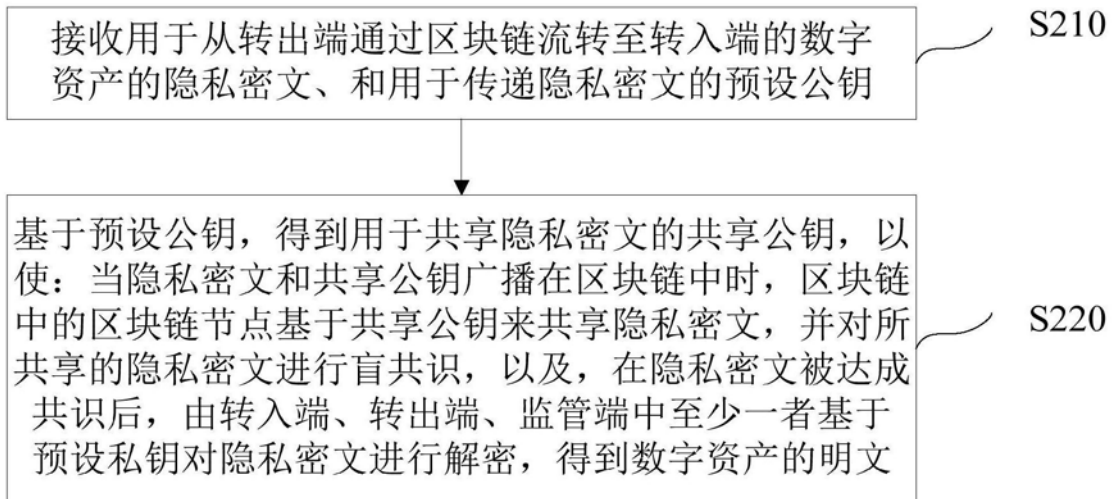 接收用于从转出端通过区块链流转至转入端的数字
资产的隐私密文、和用于传递隐私密文的预设公钥
S210
基于预设公钥，得到用于共享隐私密文的共享公钥，以
使：当隐私密文和共享公钥广播在区块链中时，区块链
中的区块链节点基于共享公钥来共享隐私密文，并对所
共享的隐私密文进行盲共识，以及，在隐私密文被达成
共识后，由转入端、转出端、监管端中至少一者基于
预设私钥对隐私密文进行解密，得到数字资产的明文
S220